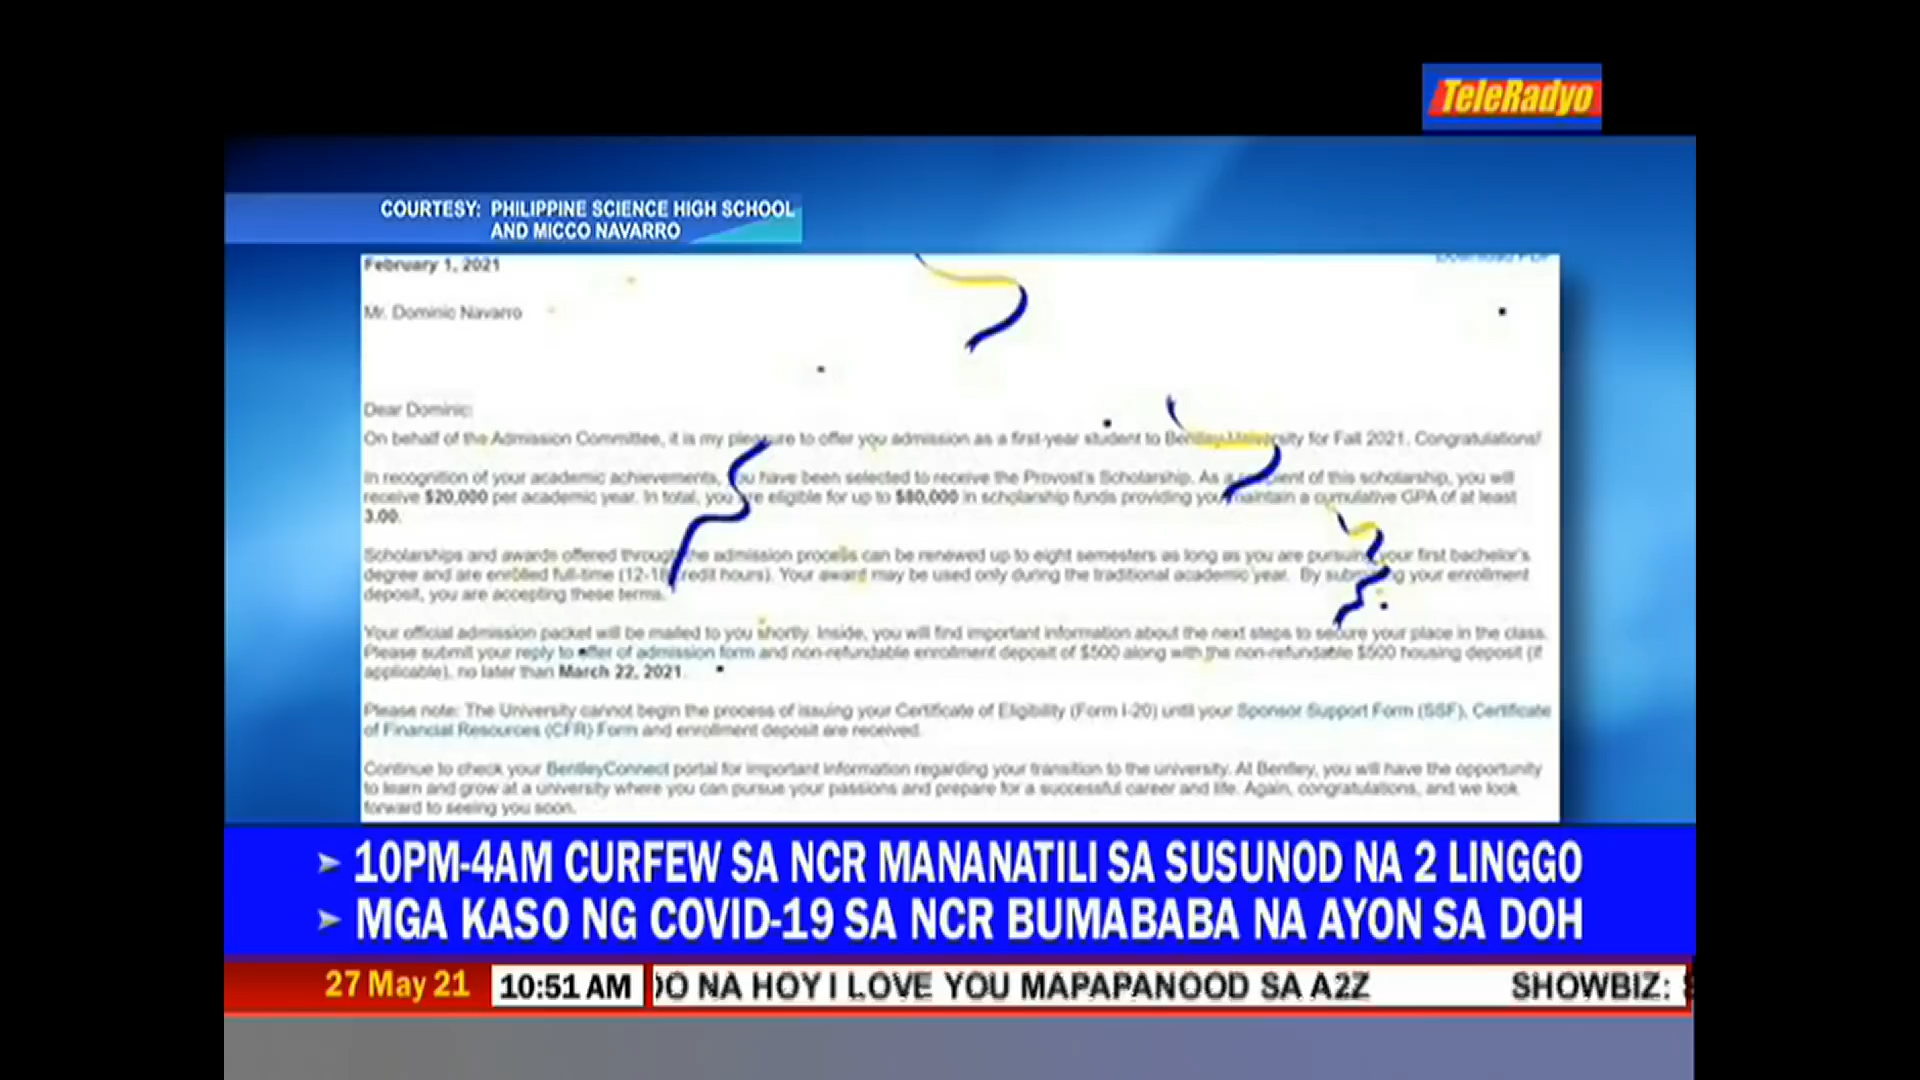 TeleRadyo
COURTESY: PHILIPPINE SCIENCE HIGH SCHOOL
AND MICCO NAVARRO
Download PDF
February 1, 2021
Mr. Dominic Navarro
Dear Dominic:
On behalf of the Admission Committee, it is my pleasure to offer you admission as a first-year student to Bentley University for Fall 2021. Congratulations!
In recognition of your academic achievements, you have been selected to receive the Provost's Scholarship. As a recipient of this scholarship, you will
receive $20,000 per academic year. In total, you are eligible for up to $80,000 in scholarship funds providing you maintain a cumulative GPA of at least
3.00.
Scholarships and awards offered through the admission process can be renewed up to eight semesters as long as you are pursuing your first bachelor's
degree and are enrolled full-time (12-18 credit hours). Your award may be used only during the traditional academic year. By submitting your enrollment
deposit, you are accepting these terms.
Your official admission packet will be mailed to you shortly. Inside, you will find important information about the next steps to secure your place in the class.
Please submit your reply to offer of admission form and non-refundable enrollment deposit of $500 along with the non-refundable $500 housing deposit (if
applicable), no later than March 22, 2021.
Please note: The University cannot begin the process of issuing your Certificate of Eligibility (Form I-20) until your Sponsor Support Form (SSF), Certificate
of Financial Resources (CFR) Form and enrollment deposit are received.
Continue to check your BentleyConnect portal for important information regarding your transition to the university. At Bentley, you will have the opportunity
to learn and grow at a university where you can pursue your passions and prepare for a successful career and life. Again, congratulations, and we look
forward to seeing you soon.
➤ 10PM-4AM CURFEW SA NCR MANANATILI SA SUSUNOD NA 2 LINGGO
➤ MGA KASO NG COVID-19 SA NCR BUMABABA NA AYON SA DOH
27 May 21 10:51 AM O NA HOY I LOVE YOU MAPAPANOOD SA A2Z SHOWBIZ: